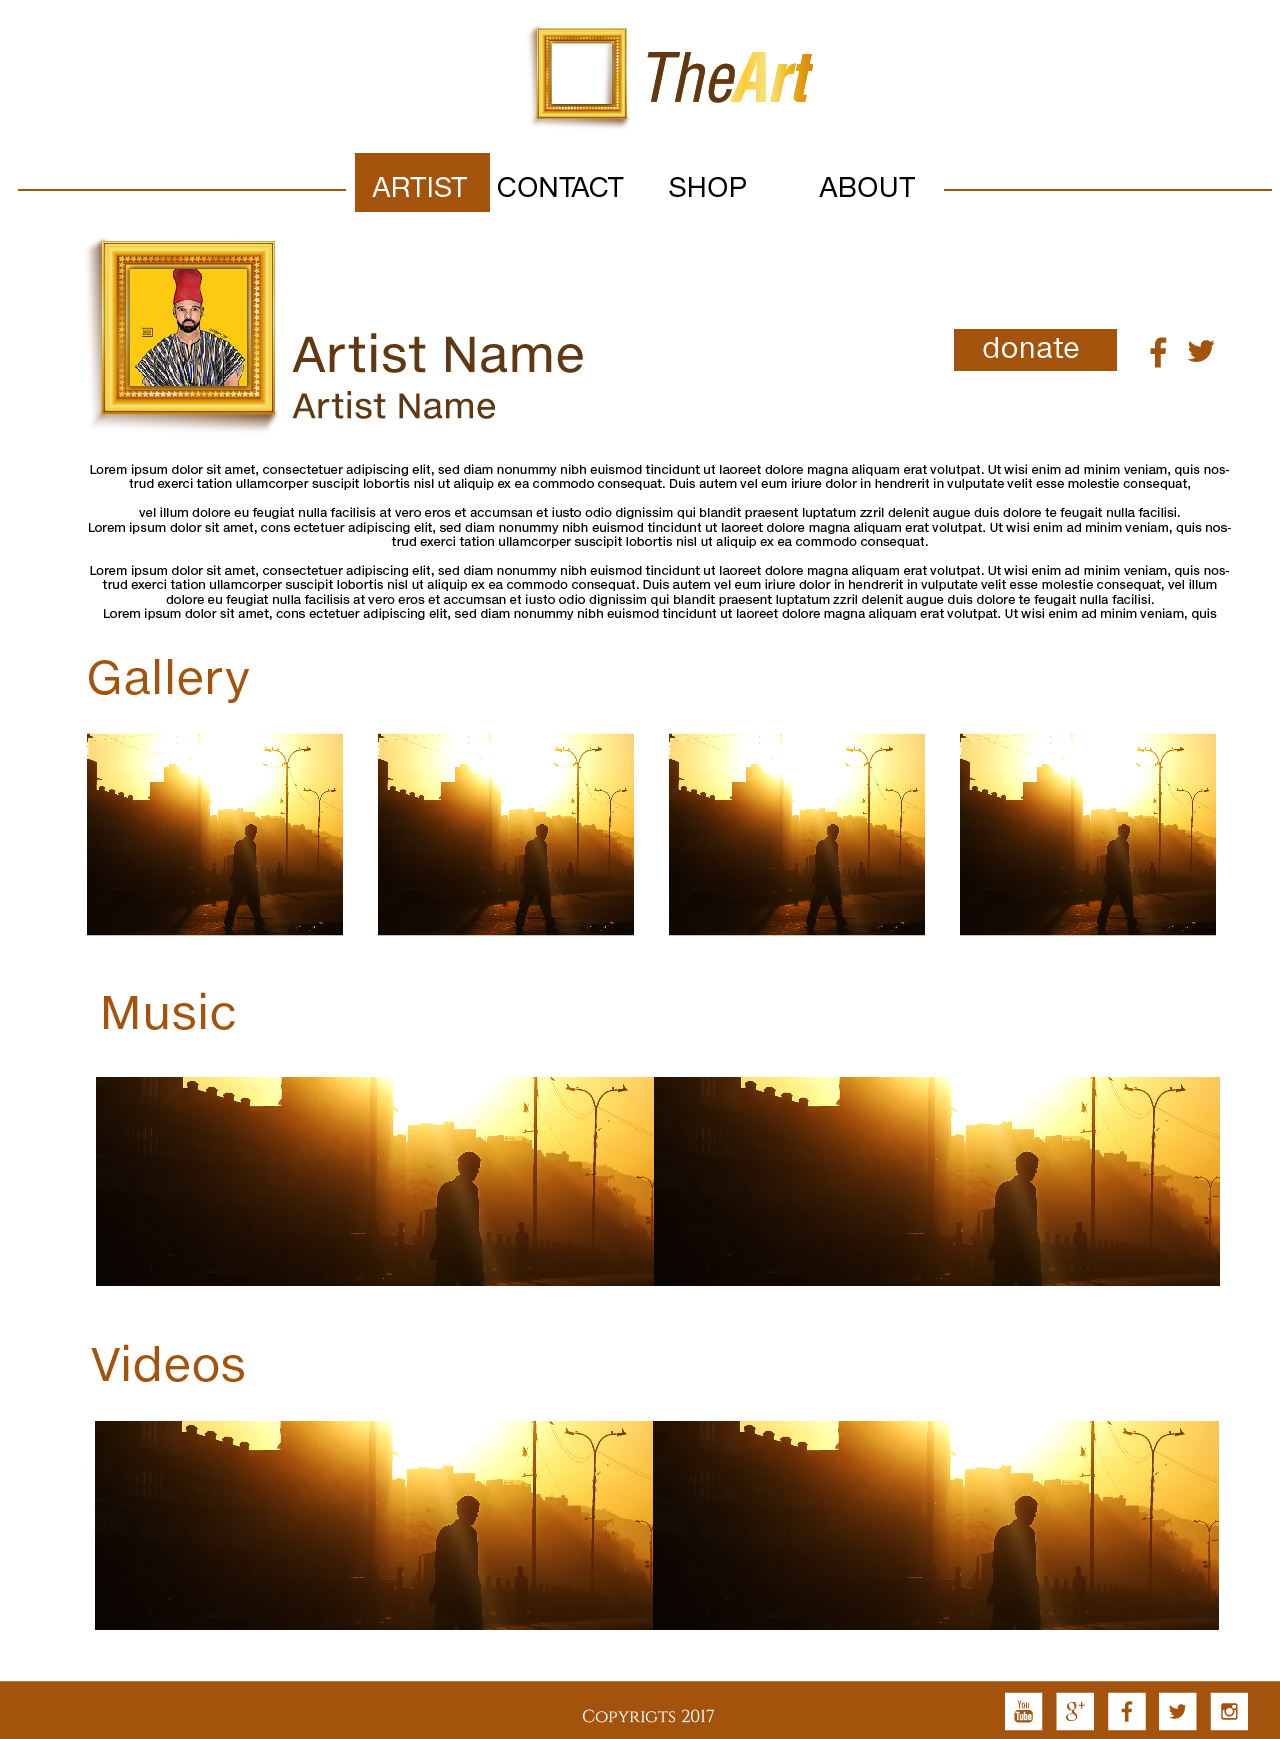 TheArt
ARTIST CONTACT SHOP ABOUT
Artist Name
donate
Artist Name
Lorem ipsum dolor sit amet, consectetuer adipiscing elit, sed diam nonummy nibh euismod tincidunt ut laoreet dolore magna aliquam erat volutpat. Ut wisi enim ad minim veniam, quis nos-
trud exerci tation ullamcorper suscipit lobortis nisl ut aliquip ex ea commodo consequat. Duis autem vel eum iriure dolor in hendrerit in vulputate velit esse molestie consequat,
vel illum dolore eu feugiat nulla facilisis at vero eros et accumsan et iusto odio dignissim qui blandit praesent luptatum zzril delenit augue duis dolore te feugait nulla facilisi.
Lorem ipsum dolor sit amet, cons ectetuer adipiscing elit, sed diam nonummy nibh euismod tincidunt ut laoreet dolore magna aliquam erat volutpat. Ut wisi enim ad minim veniam, quis nos-
trud exerci tation ullamcorper suscipit lobortis nisl ut aliquip ex ea commodo consequat.
Lorem ipsum dolor sit amet, consectetuer adipiscing elit, sed diam nonummy nibh euismod tincidunt ut laoreet dolore magna aliquam erat volutpat. Ut wisi enim ad minim veniam, quis nos-
trud exerci tation ullamcorper suscipit lobortis nisl ut aliquip ex ea commodo consequat. Duis autem vel eum iriure dolor in hendrerit in vulputate velit esse molestie consequat, vel illum
dolore eu feugiat nulla facilisis at vero eros et accumsan et iusto odio dignissim qui blandit praesent luptatum zzril delenit augue duis dolore te feugait nulla facilisi.
Lorem ipsum dolor sit amet, cons ectetuer adipiscing elit, sed diam nonummy nibh euismod tincidunt ut laoreet dolore magna aliquam erat volutpat. Ut wisi enim ad minim veniam, quis
Gallery
Music
Videos
Copyrigts 2017
You
Tube
g+